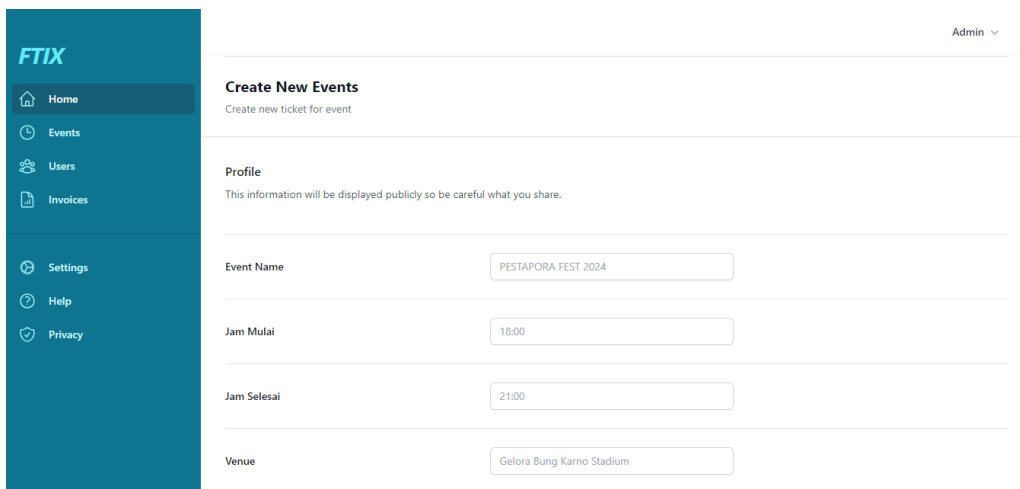 FTIX
Home
Events
Users
Invoices
Settings
Help
Privacy
Admin
Create New Events
Create new ticket for event
Profile
This information will be displayed publicly so be careful what you share.
Event Name
PESTAPORA FEST 2024
Jam Mulai
18:00
Jam Selesai
21:00
Venue
Gelora Bung Karno Stadium